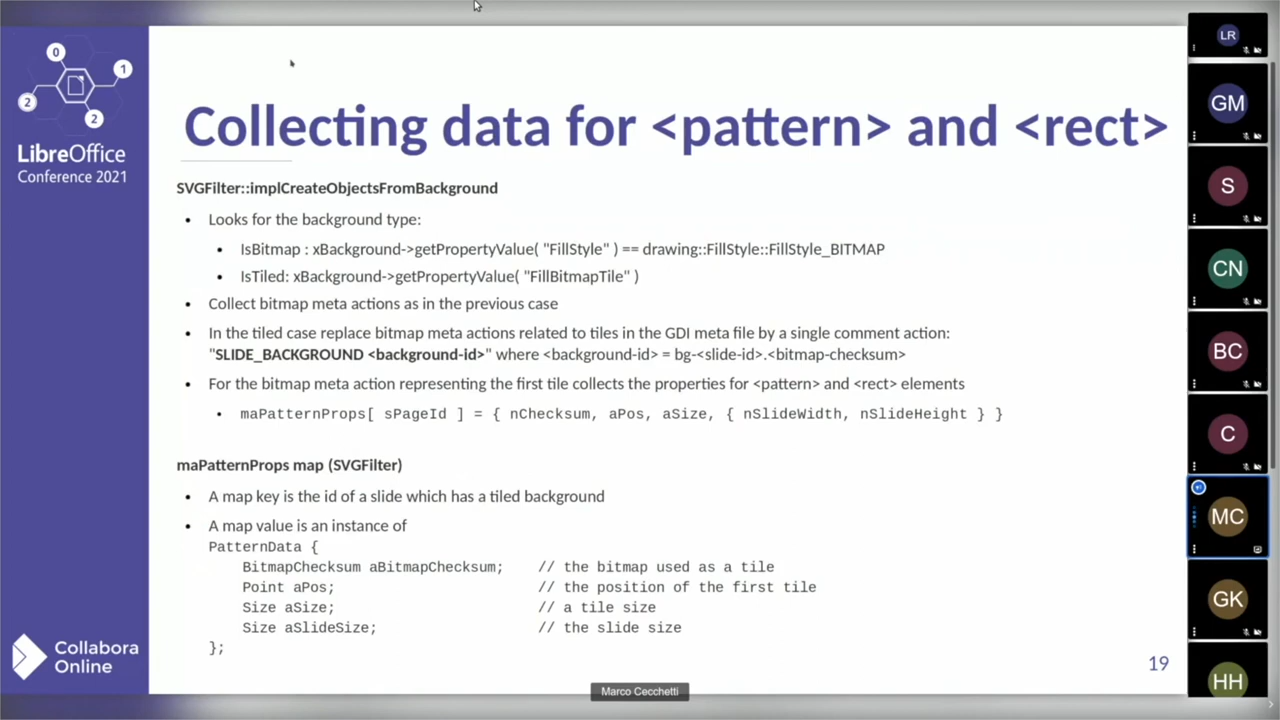 0
1
2
2
LibreOffice
Conference 2021
Collecting data for <pattern> and <rect>
SVGFilter::implCreateObjectsFromBackground
• Looks for the background type:
• IsBitmap : xBackground->getPropertyValue( "FillStyle" ) == drawing::FillStyle::FillStyle_BITMAP
• IsTiled: xBackground->getPropertyValue( "FillBitmapTile" )
• Collect bitmap meta actions as in the previous case
• In the tiled case replace bitmap meta actions related to tiles in the GDI meta file by a single comment action:
"SLIDE_BACKGROUND <background-id>" where <background-id> = bg-<slide-id>.<bitmap-checksum>
• For the bitmap meta action representing the first tile collects the properties for <pattern> and <rect> elements
• maPatternProps[ sPageId ] = { nChecksum, aPos, aSize, { nSlideWidth, nSlideHeight } }
maPatternProps map (SVGFilter)
• A map key is the id of a slide which has a tiled background
• A map value is an instance of
PatternData {
BitmapChecksum aBitmapChecksum; // the bitmap used as a tile
Point aPos; // the position of the first tile
Size aSize; // a tile size
Size aSlideSize; // the slide size
};
Collabora
Online
19
Marco Cecchetti
LR
GM
S
CN
BC
C
MC
GK
HH